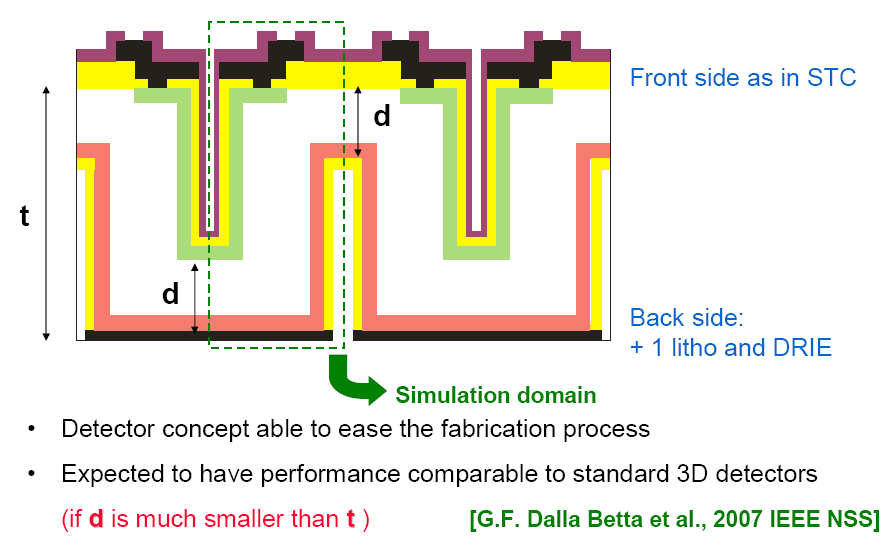 Front side as in STC
d
t
d
Back side:
+ 1 litho and DRIE
Simulation domain
• Detector concept able to ease the fabrication process
• Expected to have performance comparable to standard 3D detectors
(if d is much smaller than t ) [G.F. Dalla Betta et al., 2007 IEEE NSS]